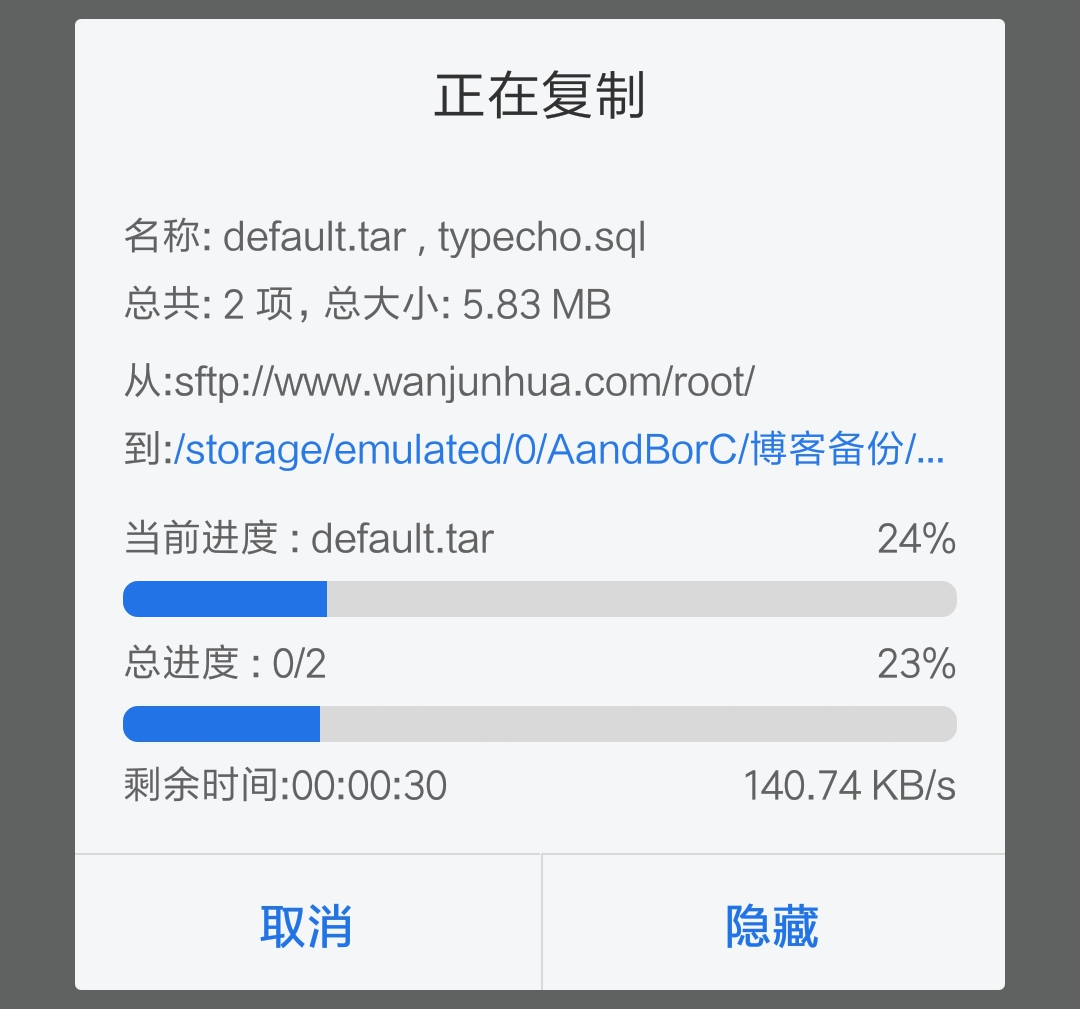 正在复制
名称: default.tar , typecho.sql
总共: 2 项, 总大小: 5.83 MB
从:sftp://www.wanjunhua.com/root/
到:/storage/emulated/0/AandBorC/博客备份/...
当前进度 : default.tar 24%
总进度 : 0/2 23%
剩余时间:00:00:30 140.74 KB/s
取消 隐藏